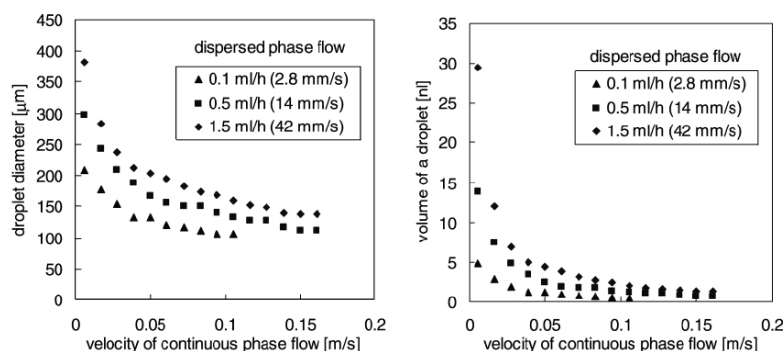 450
400
350
300
250
200
150
100
50
0
droplet diameter [μm]
dispersed phase flow
0.1 ml/h (2.8 mm/s)
0.5 ml/h (14 mm/s)
1.5 ml/h (42 mm/s)
0 0.05 0.1 0.15 0.2
velocity of continuous phase flow [m/s]
35
30
25
20
15
10
5
0
volume of a droplet [nl]
dispersed phase flow
0.1 ml/h (2.8 mm/s)
0.5 ml/h (14 mm/s)
1.5 ml/h (42 mm/s)
0 0.05 0.1 0.15 0.2
velocity of continuous phase flow [m/s]